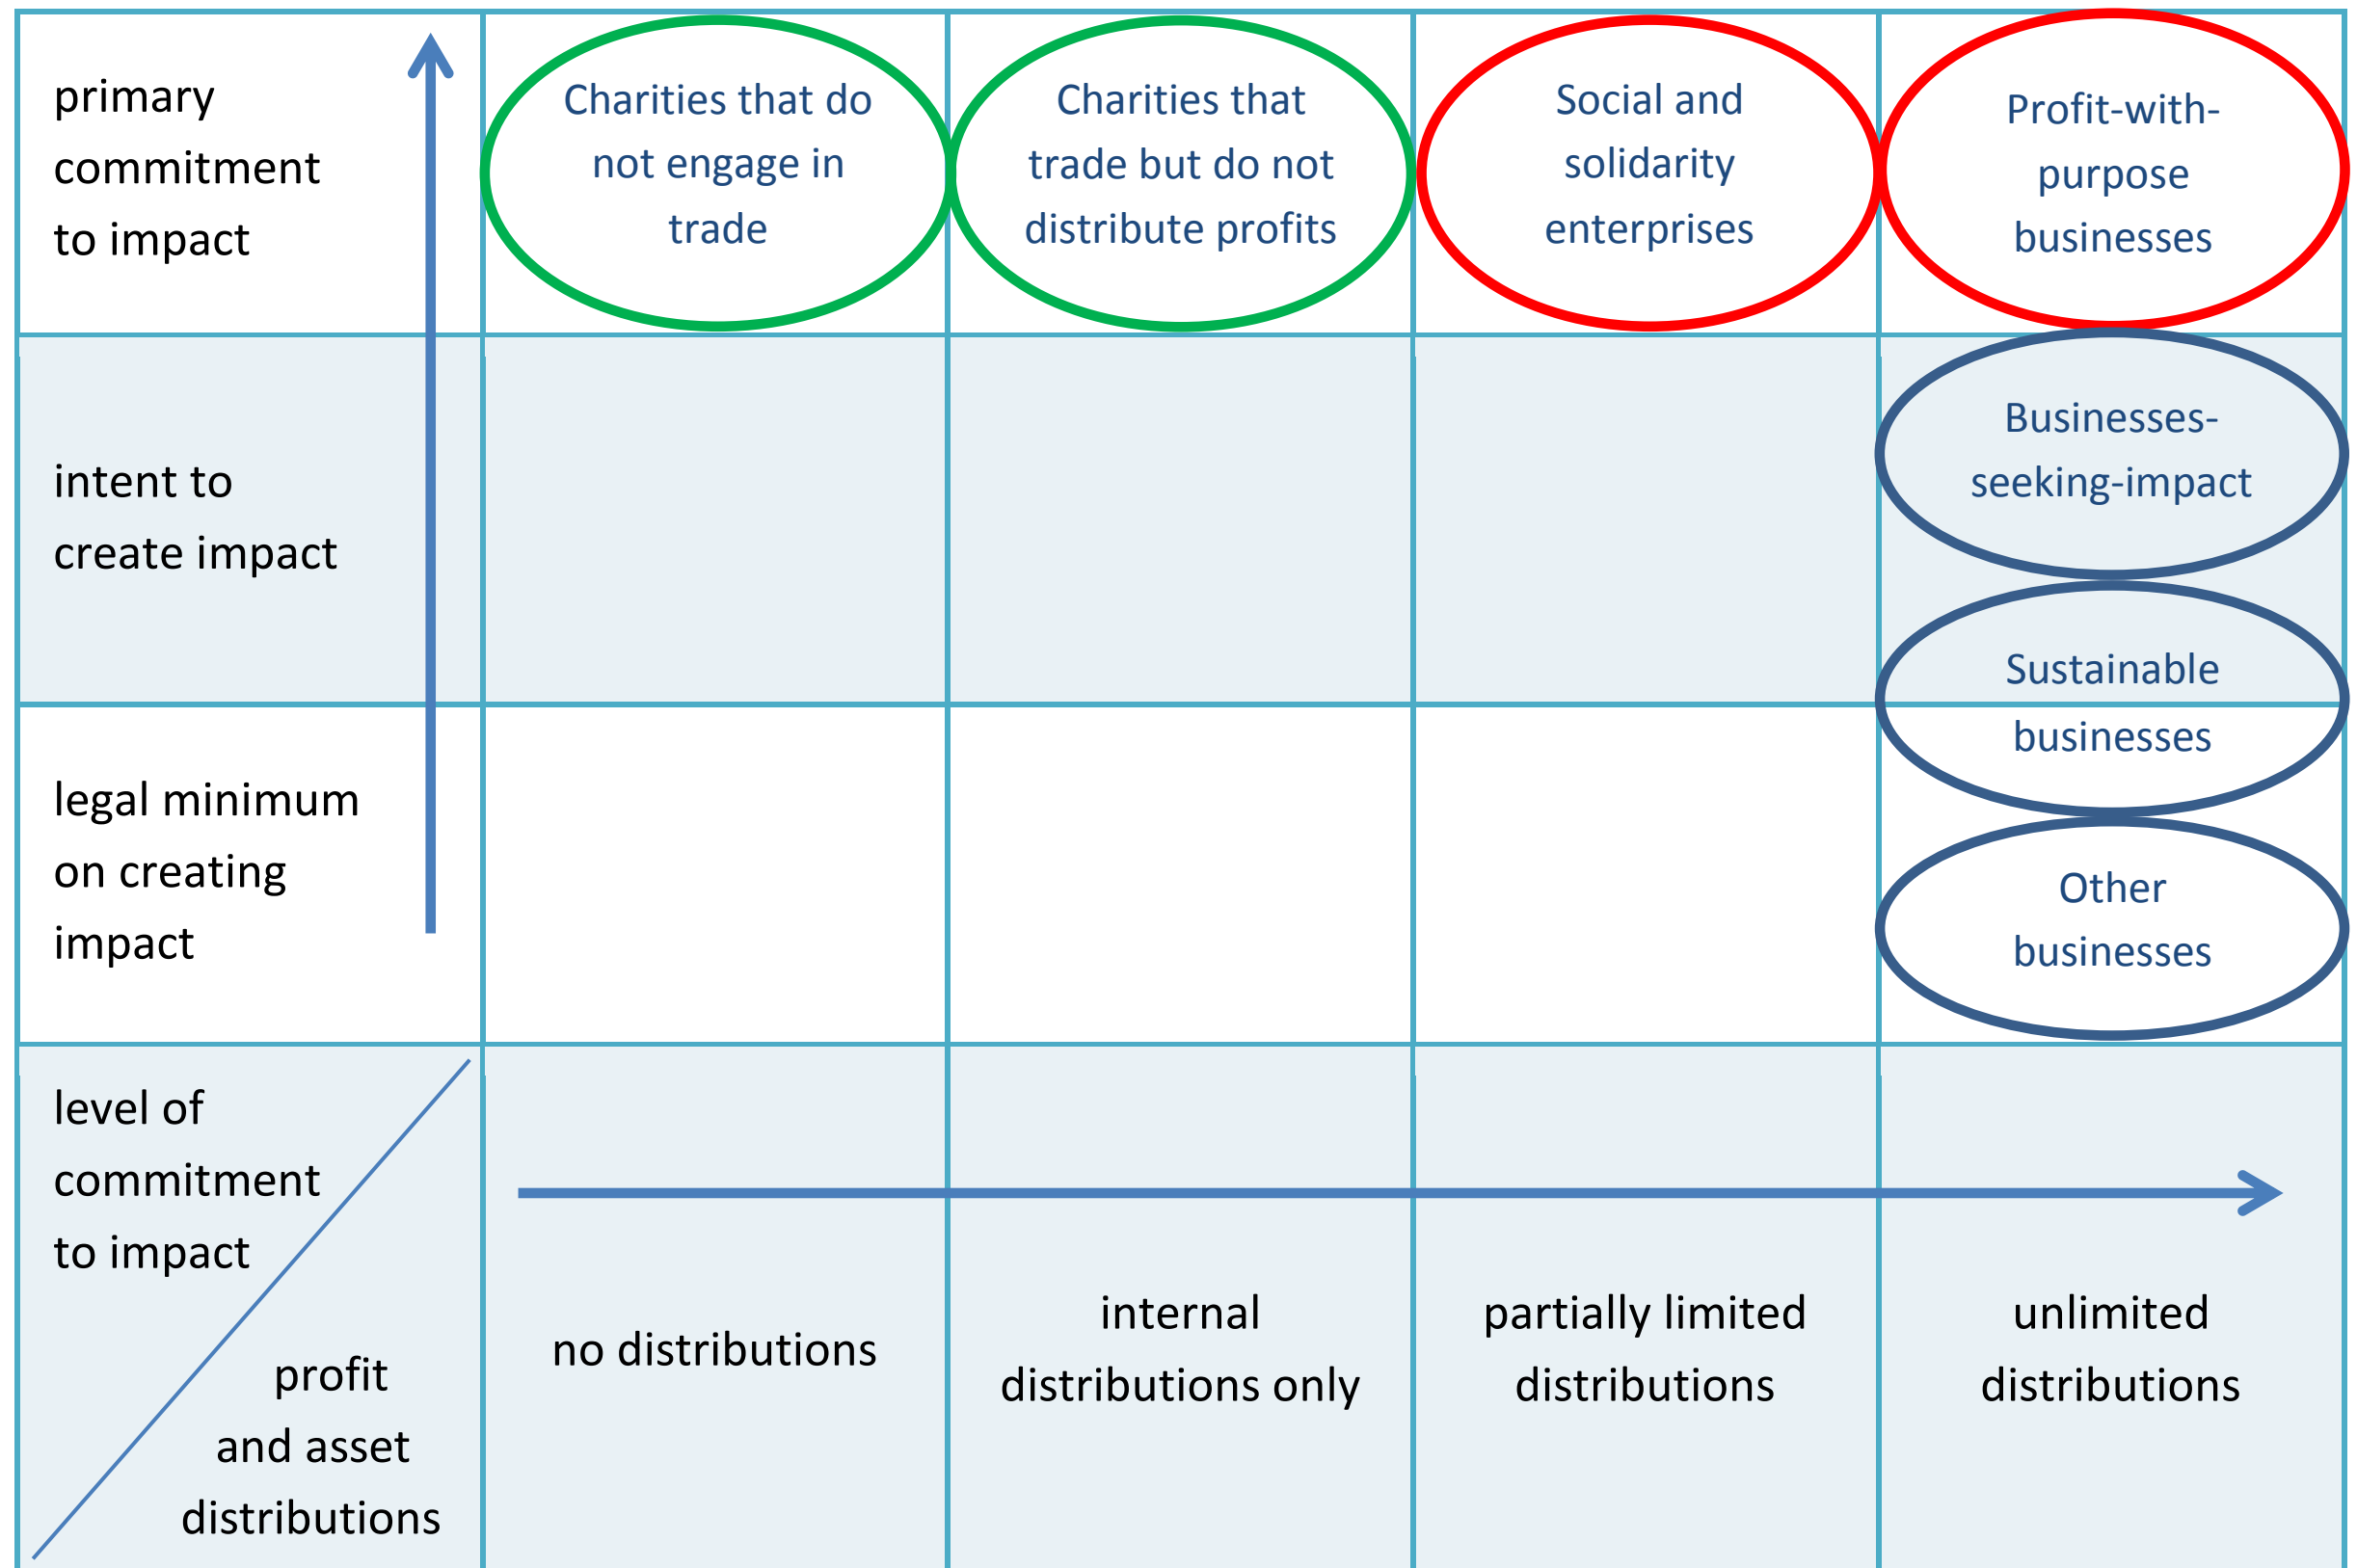 primary
commitment
to impact
Charities that do
not engage in
trade
Charities that
trade but do not
distribute profits
Social and
solidarity
enterprises
Profit-with-
purpose
businesses
intent to
create impact
Businesses-
seeking-impact
Sustainable
businesses
legal minimum
on creating
impact
Other
businesses
level of
commitment
to impact
profit
and asset
distributions
no distributions
internal
distributions only
partially limited
distributions
unlimited
distributions